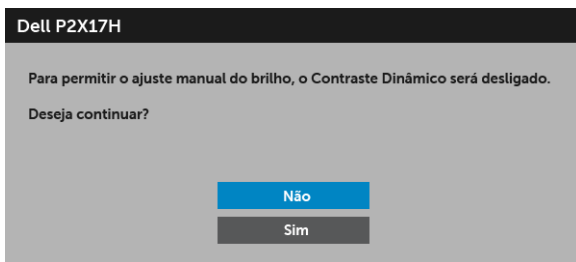 Dell P2X17H
Para permitir o ajuste manual do brilho, o Contraste Dinâmico será desligado.
Deseja continuar?
Não
Sim